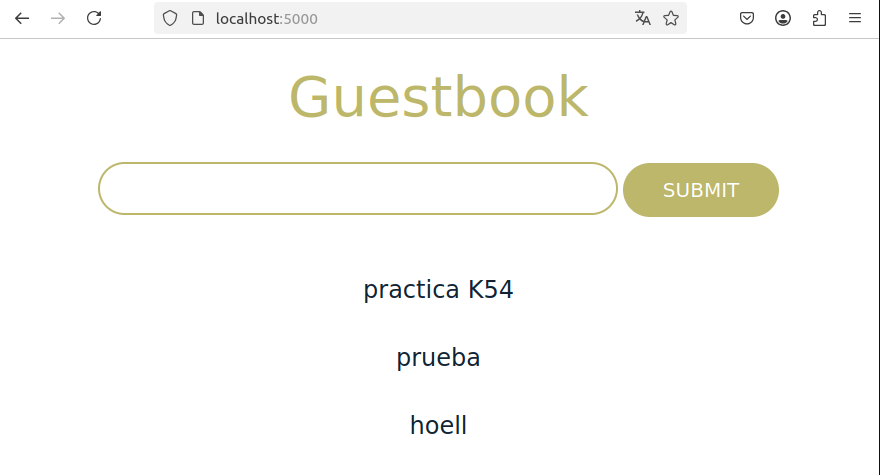 localhost:5000
Guestbook
SUBMIT
practica K54
prueba
hoell